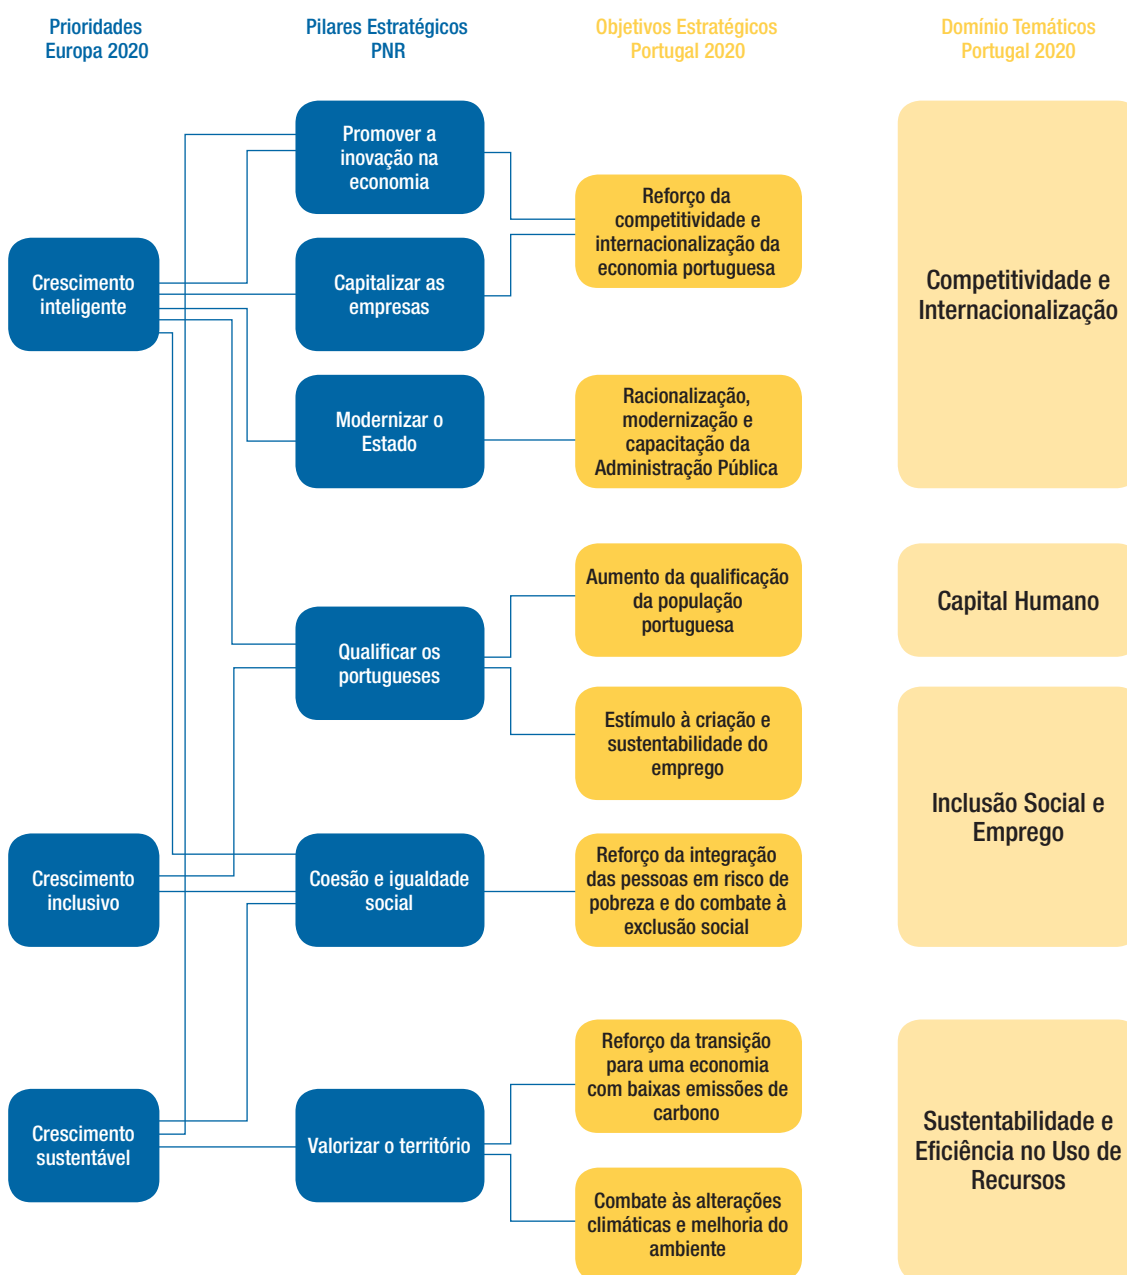 Prioridades
Europa 2020
Pilares Estratégicos
PNR
Objetivos Estratégicos
Portugal 2020
Domínio Temáticos
Portugal 2020
Promover a
inovação na
economia
Reforço da
competitividade e
internacionalização da
economia portuguesa
Crescimento
inteligente
Capitalizar as
empresas
Competitividade e
Internacionalização
Modernizar o
Estado
Racionalização,
modernização e
capacitação da
Administração Pública
Aumento da qualificação
da população
portuguesa
Capital Humano
Qualificar os
portugueses
Estímulo à criação e
sustentabilidade do
emprego
Inclusão Social e
Emprego
Crescimento
inclusivo
Coesão e igualdade
social
Reforço da integração
das pessoas em risco de
pobreza e do combate à
exclusão social
Reforço da transição
para uma economia
com baixas emissões de
carbono
Crescimento
sustentável
Valorizar o território
Sustentabilidade e
Eficiência no Uso de
Recursos
Combate às alterações
climáticas e melhoria do
ambiente